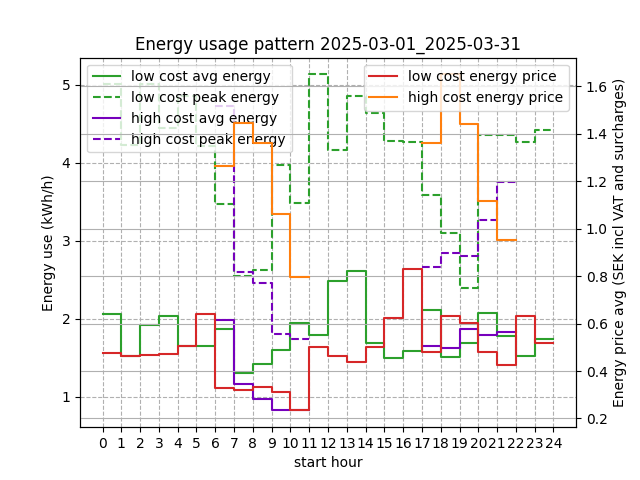 Energy usage pattern 2025-03-01_2025-03-31
low cost avg energy
low cost peak energy
high cost avg energy
high cost peak energy
low cost energy price
high cost energy price
Energy use (kWh/h)
5
4
3
2
1
Energy price avg (SEK incl VAT and surcharges)
1.6
1.4
1.2
1.0
0.8
0.6
0.4
0.2
0 1 2 3 4 5 6 7 8 9 10 11 12 13 14 15 16 17 18 19 20 21 22 23 24
start hour